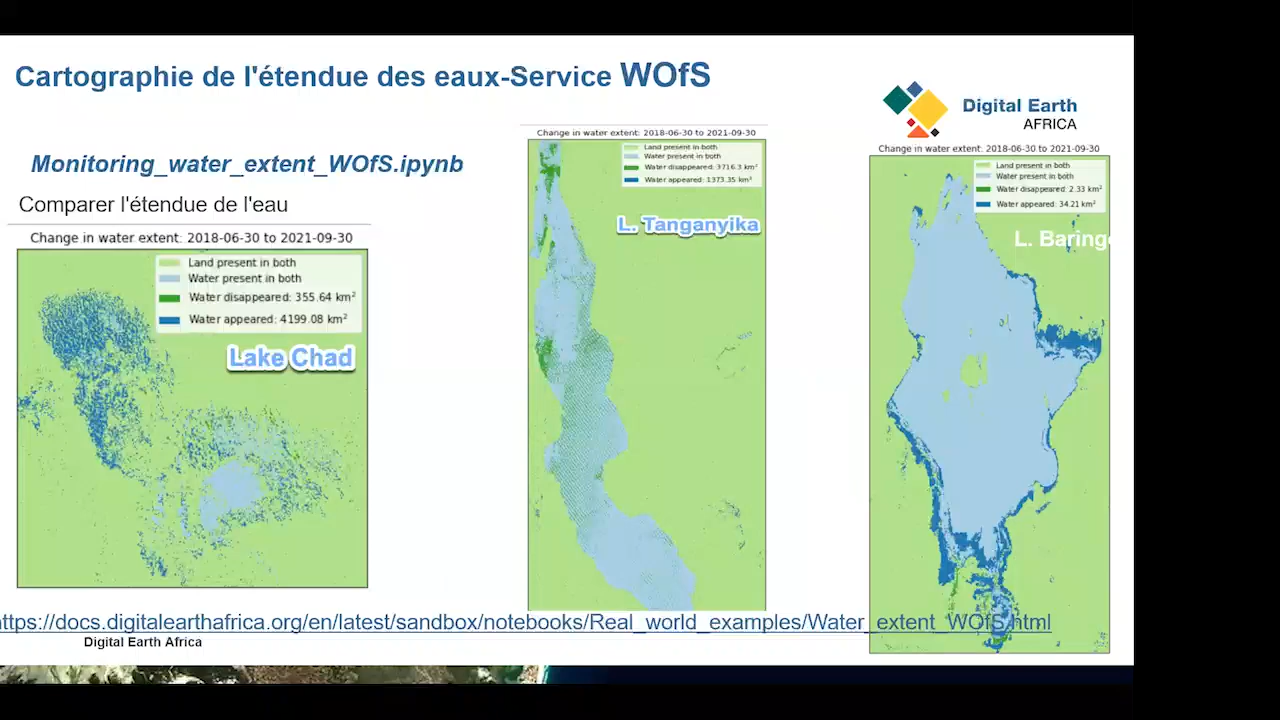 Cartographie de l'étendue des eaux-Service WOfS
Digital Earth
AFRICA
Monitoring_water_extent_WOfS.ipynb
Comparer l'étendue de l'eau
Change in water extent: 2018-06-30 to 2021-09-30
Land present in both
Water present in both
Water disappeared: 355.64 km²
Water appeared: 4199.08 km²
Lake Chad
Change in water extent: 2018-06-30 to 2021-09-30
Land present in both
Water present in both
Water disappeared: 3716.3 km²
Water appeared: 1373.35 km²
L. Tanganyika
Change in water extent: 2018-06-30 to 2021-09-30
Land present in both
Water present in both
Water disappeared: 2.33 km²
Water appeared: 34.21 km²
L. Baringo
ttps://docs.digitalearthafrica.org/en/latest/sandbox/notebooks/Real_world_examples/Water_extent_WOfS.html
Digital Earth Africa